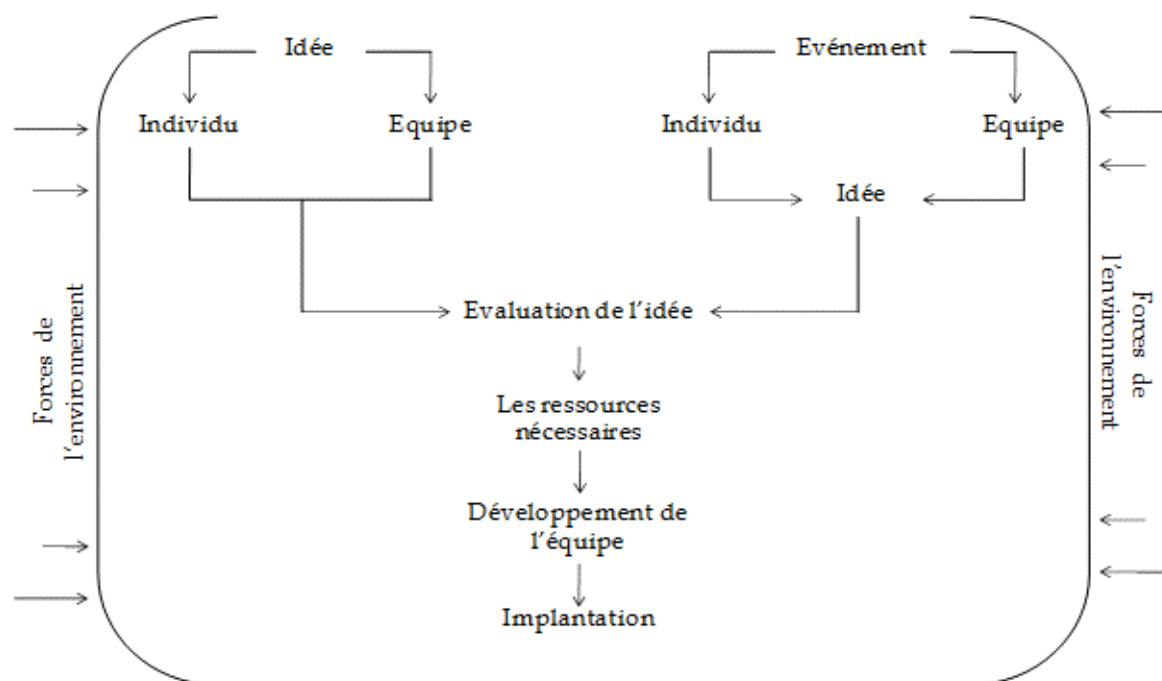 Idée
Evénement
Individu
Equipe
Individu
Equipe
Idée
Evaluation de l'idée
Les ressources
nécessaires
Développement de
l'équipe
Implantation
Forces de
l'environnement
Forces de
l'environnement